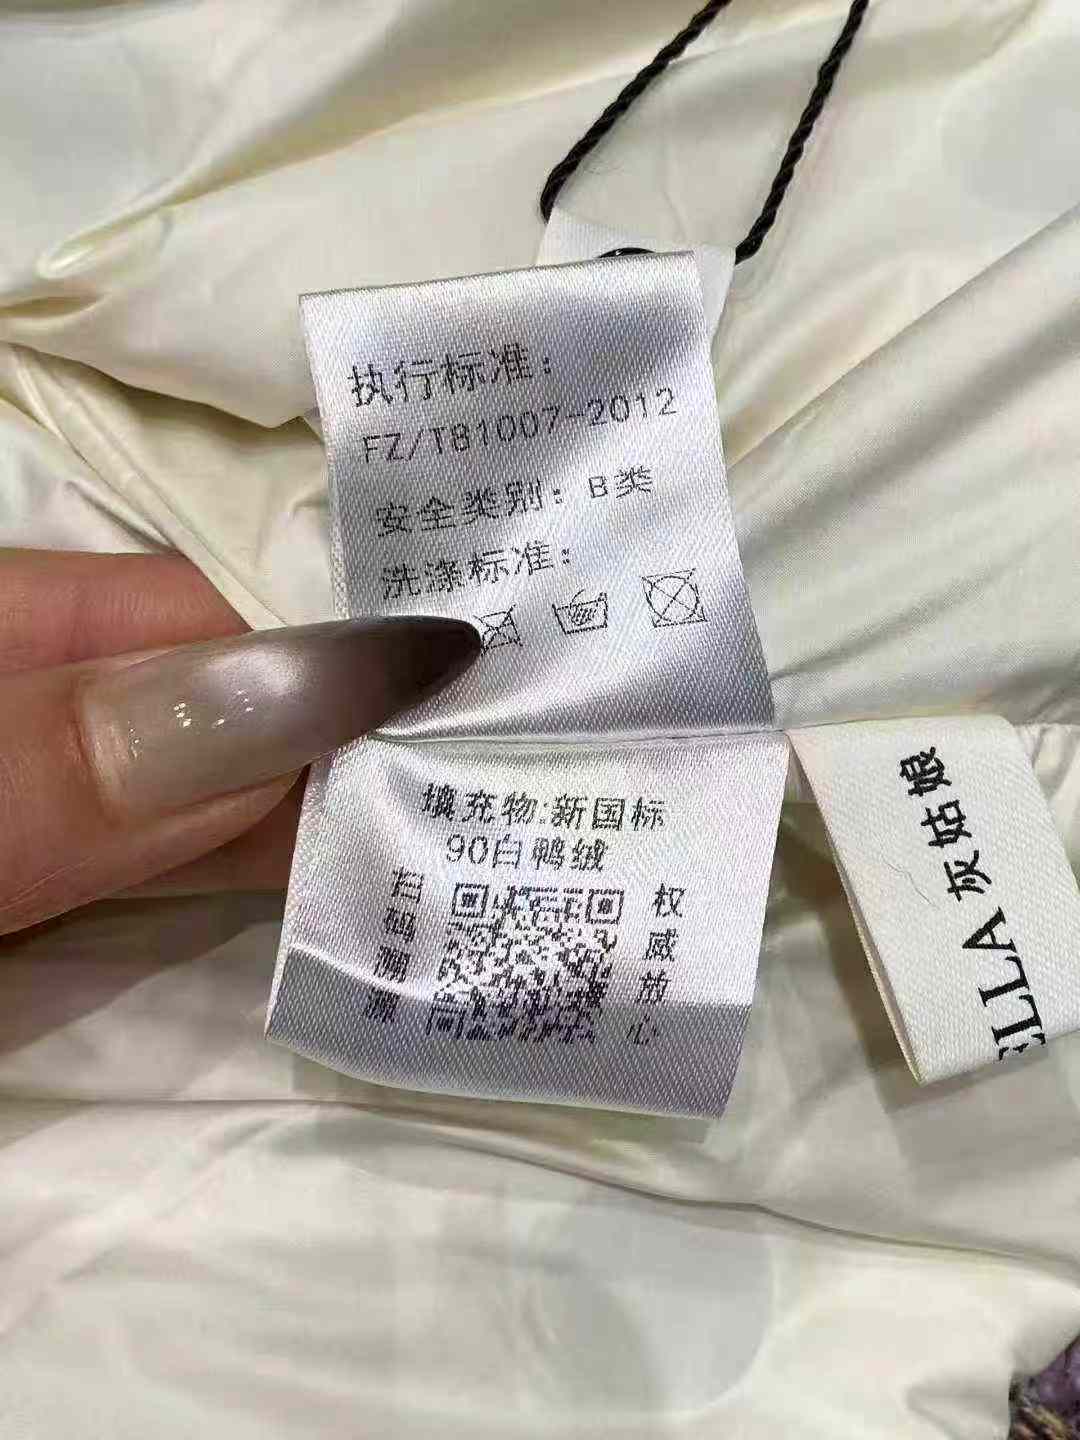 执行标准：
FZ/T81007-2012
安全类别：B类
洗涤标准：
填充物:新国标
90白鸭绒
扫码溯源
权威放心
灰姑娘
ELLA